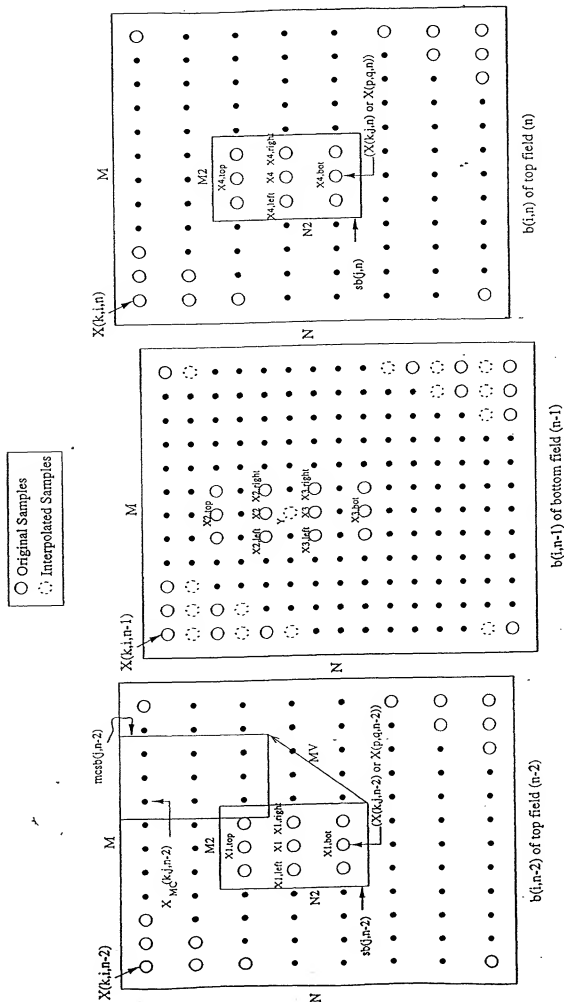 ○ Original Samples
◌ Interpolated Samples
mcsb(j,n-2)
M
X(k,i,n-2)
X MC (k,j,n-2)
MV
M2
X1,top
X1,left X1 X1,right
N2
X1,bot
(X(k,j,n-2) or X(p,q,n-2))
sb(j,n-2)
N
b(i,n-2) of top field (n-2)
M
X(k,i,n-1)
X2,top
X2,left X2 X2,right
Y
X3,left X3 X3,right
X3,bot
N
b(i,n-1) of bottom field (n-1)
M
X(k,i,n)
M2
X4,top
X4,left X4 X4,right
N2
X4,bot
(X(k,j,n) or X(p,q,n))
sb(j,n)
N
b(i,n) of top field (n)